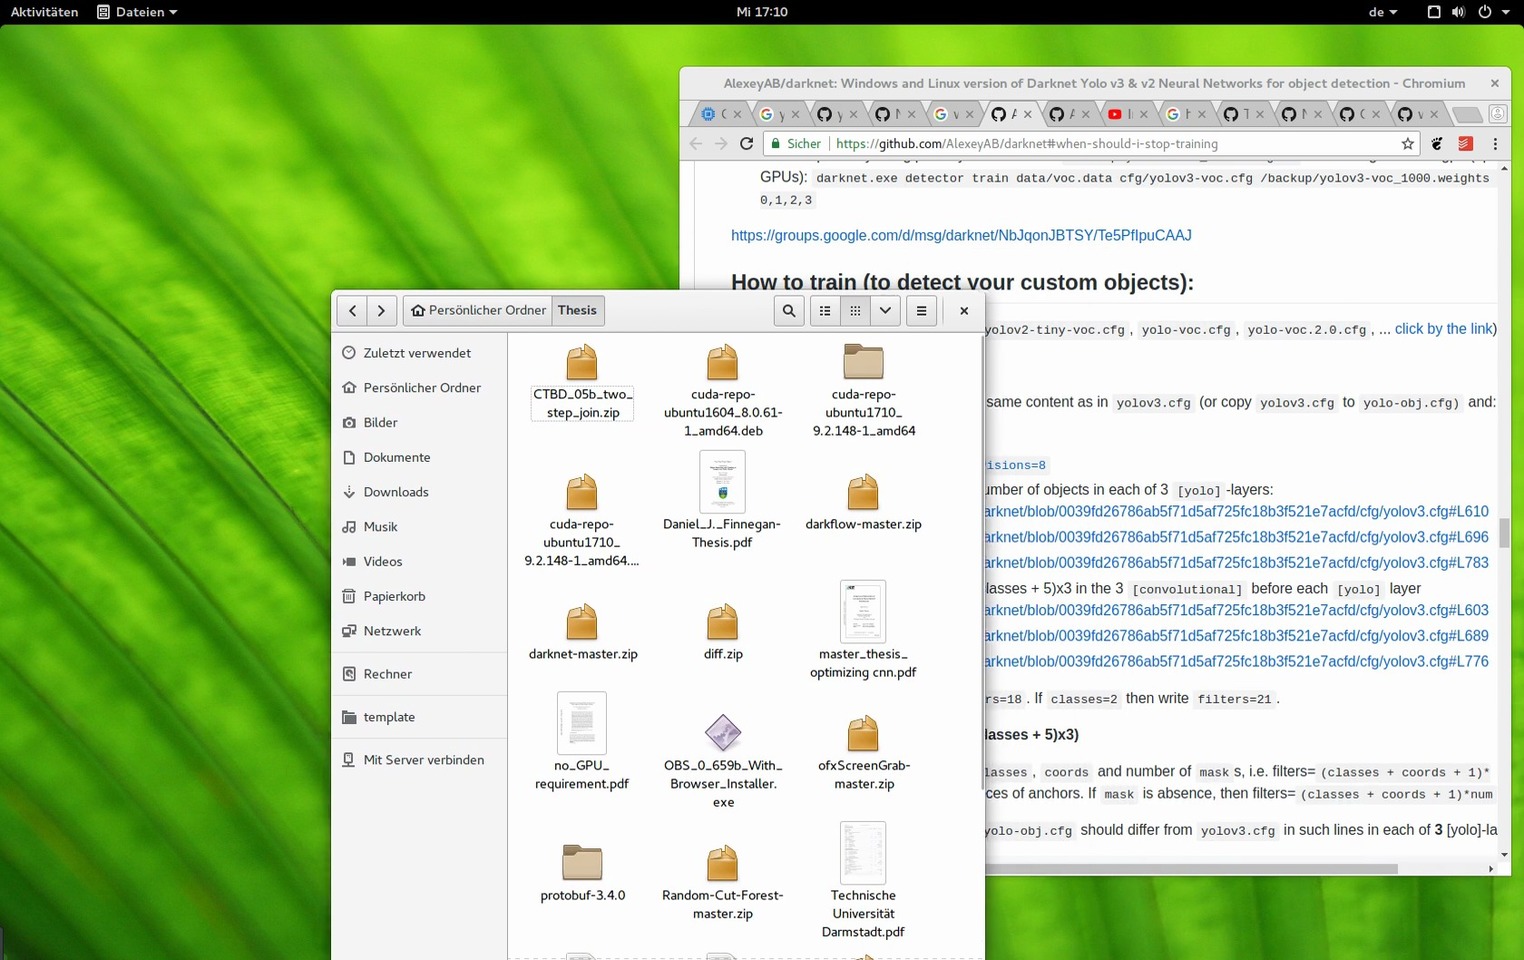 Aktivitäten
Dateien
Mi 17:10
de
AlexeyAB/darknet: Windows and Linux version of Darknet Yolo v3 & v2 Neural Networks for object detection - Chromium
Sicher
https://github.com/AlexeyAB/darknet#when-should-i-stop-training
GPUs): darknet.exe detector train data/voc.data cfg/yolov3-voc.cfg /backup/yolov3-voc_1000.weights
0,1,2,3
https://groups.google.com/d/msg/darknet/NbJqonJBTSY/Te5PfIpuCAAJ
How to train (to detect your custom objects):
yolov2-tiny-voc.cfg , yolo-voc.cfg , yolo-voc.2.0.cfg , ... click by the link)
same content as in yolov3.cfg (or copy yolov3.cfg to yolo-obj.cfg) and:
isions=8
umber of objects in each of 3 [yolo] -layers:
arknet/blob/0039fd26786ab5f71d5af725fc18b3f521e7acfd/cfg/yolov3.cfg#L610
arknet/blob/0039fd26786ab5f71d5af725fc18b3f521e7acfd/cfg/yolov3.cfg#L696
arknet/blob/0039fd26786ab5f71d5af725fc18b3f521e7acfd/cfg/yolov3.cfg#L783
classes + 5)x3 in the 3 [convolutional] before each [yolo] layer
arknet/blob/0039fd26786ab5f71d5af725fc18b3f521e7acfd/cfg/yolov3.cfg#L603
arknet/blob/0039fd26786ab5f71d5af725fc18b3f521e7acfd/cfg/yolov3.cfg#L689
arknet/blob/0039fd26786ab5f71d5af725fc18b3f521e7acfd/cfg/yolov3.cfg#L776
rs=18 . If classes=2 then write filters=21 .
lasses + 5)x3)
lasses , coords and number of mask s, i.e. filters= (classes + coords + 1)*
ces of anchors. If mask is absence, then filters= (classes + coords + 1)*num
yolo-obj.cfg should differ from yolov3.cfg in such lines in each of 3 [yolo]-la
Persönlicher Ordner
Thesis
Zuletzt verwendet
Persönlicher Ordner
Bilder
Dokumente
Downloads
Musik
Videos
Papierkorb
Netzwerk
Rechner
template
Mit Server verbinden
CTBD_05b_two_
step_join.zip
cuda-repo-
ubuntu1604_8.0.61-
1_amd64.deb
cuda-repo-
ubuntu1710_
9.2.148-1_amd64
cuda-repo-
ubuntu1710_
9.2.148-1_amd64....
Daniel_J._Finnegan-
Thesis.pdf
darkflow-master.zip
darknet-master.zip
diff.zip
master_thesis_
optimizing cnn.pdf
no_GPU_
requirement.pdf
OBS_0_659b_With_
Browser_Installer.
exe
ofxScreenGrab-
master.zip
protobuf-3.4.0
Random-Cut-Forest-
master.zip
Technische
Universität
Darmstadt.pdf